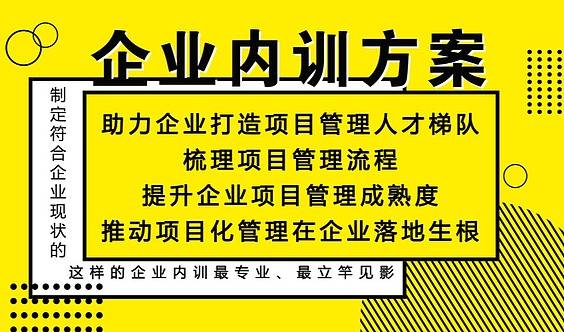 企业内训方案
制定符合企业现状的
助力企业打造项目管理人才梯队
梳理项目管理流程
提升企业项目管理成熟度
推动项目化管理在企业落地生根
这样的企业内训最专业、最立竿见影